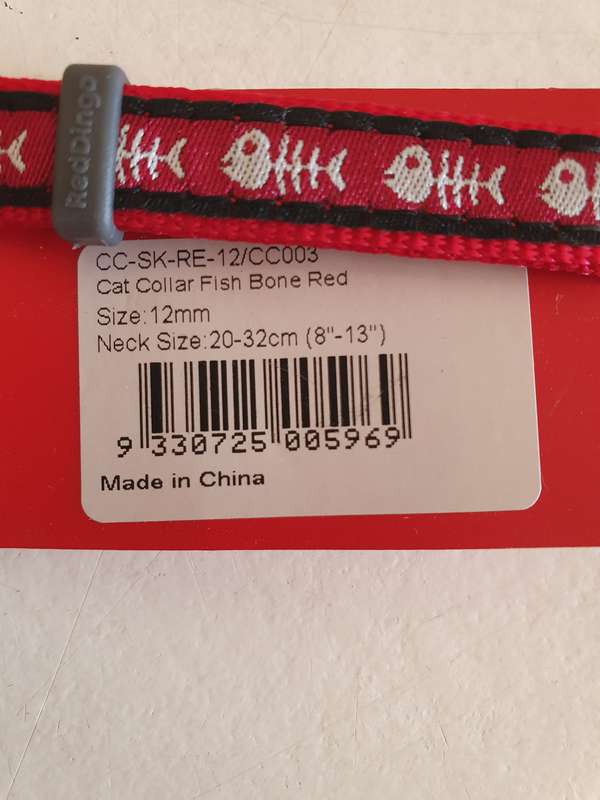 RedDingo
CC-SK-RE-12/CC003
Cat Collar Fish Bone Red
Size:12mm
Neck Size:20-32cm (8"-13")
9 330725 005969
Made in China